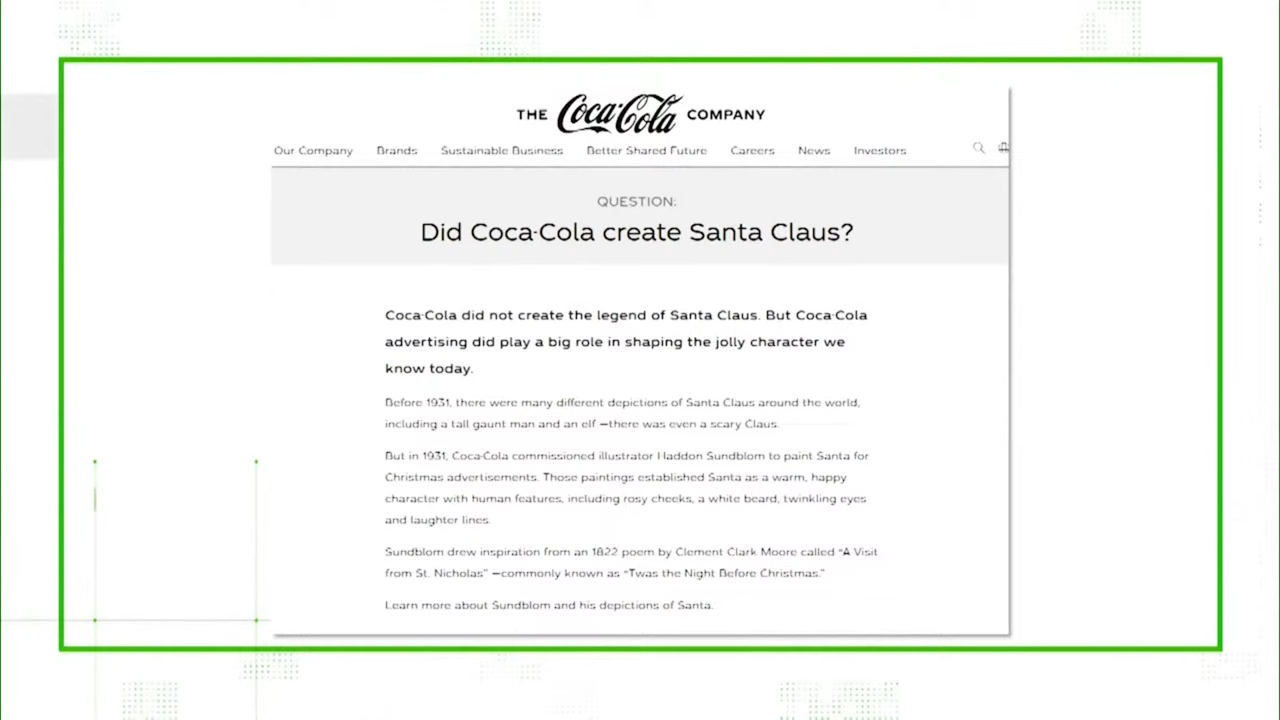 THE Coca-Cola COMPANY
Our Company Brands Sustainable Business Better Shared Future Careers News Investors
QUESTION:
Did Coca-Cola create Santa Claus?
Coca-Cola did not create the legend of Santa Claus. But Coca-Cola
advertising did play a big role in shaping the jolly character we
know today.
Before 1931, there were many different depictions of Santa Claus around the world,
including a tall gaunt man and an elf —there was even a scary Claus.
But in 1931, Coca-Cola commissioned illustrator Haddon Sundblom to paint Santa for
Christmas advertisements. Those paintings established Santa as a warm, happy
character with human features, including rosy cheeks, a white beard, twinkling eyes
and laughter lines.
Sundblom drew inspiration from an 1822 poem by Clement Clark Moore called “A Visit
from St. Nicholas” —commonly known as “Twas the Night Before Christmas.”
Learn more about Sundblom and his depictions of Santa.